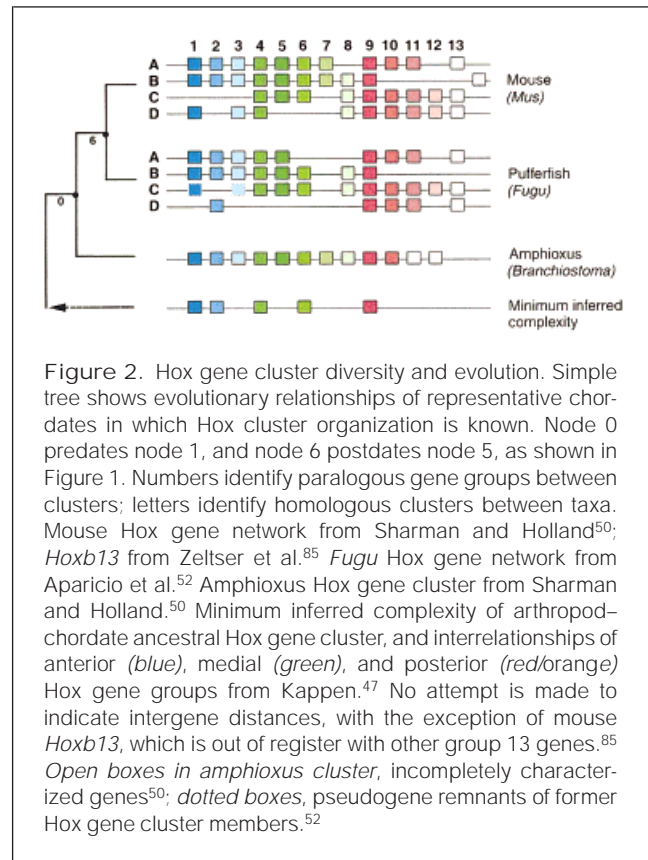 1 2 3 4 5 6 7 8 9 10 11 12 13
A
B
C
D
Mouse
(Mus)
6
A
B
C
D
Pufferfish
(Fugu)
0
Amphioxus
(Branchiostoma)
Minimum inferred
complexity
Figure 2. Hox gene cluster diversity and evolution. Simple
tree shows evolutionary relationships of representative chor-
dates in which Hox cluster organization is known. Node 0
predates node 1, and node 6 postdates node 5, as shown in
Figure 1. Numbers identify paralogous gene groups between
clusters; letters identify homologous clusters between taxa.
Mouse Hox gene network from Sharman and Holland50;
Hoxb13 from Zeltser et al.85 Fugu Hox gene network from
Aparicio et al.52 Amphioxus Hox gene cluster from Sharman
and Holland.50 Minimum inferred complexity of arthropod–
chordate ancestral Hox gene cluster, and interrelationships of
anterior (blue), medial (green), and posterior (red/orange)
Hox gene groups from Kappen.47 No attempt is made to
indicate intergene distances, with the exception of mouse
Hoxb13, which is out of register with other group 13 genes.85
Open boxes in amphioxus cluster, incompletely character-
ized genes50; dotted boxes, pseudogene remnants of former
Hox gene cluster members.52